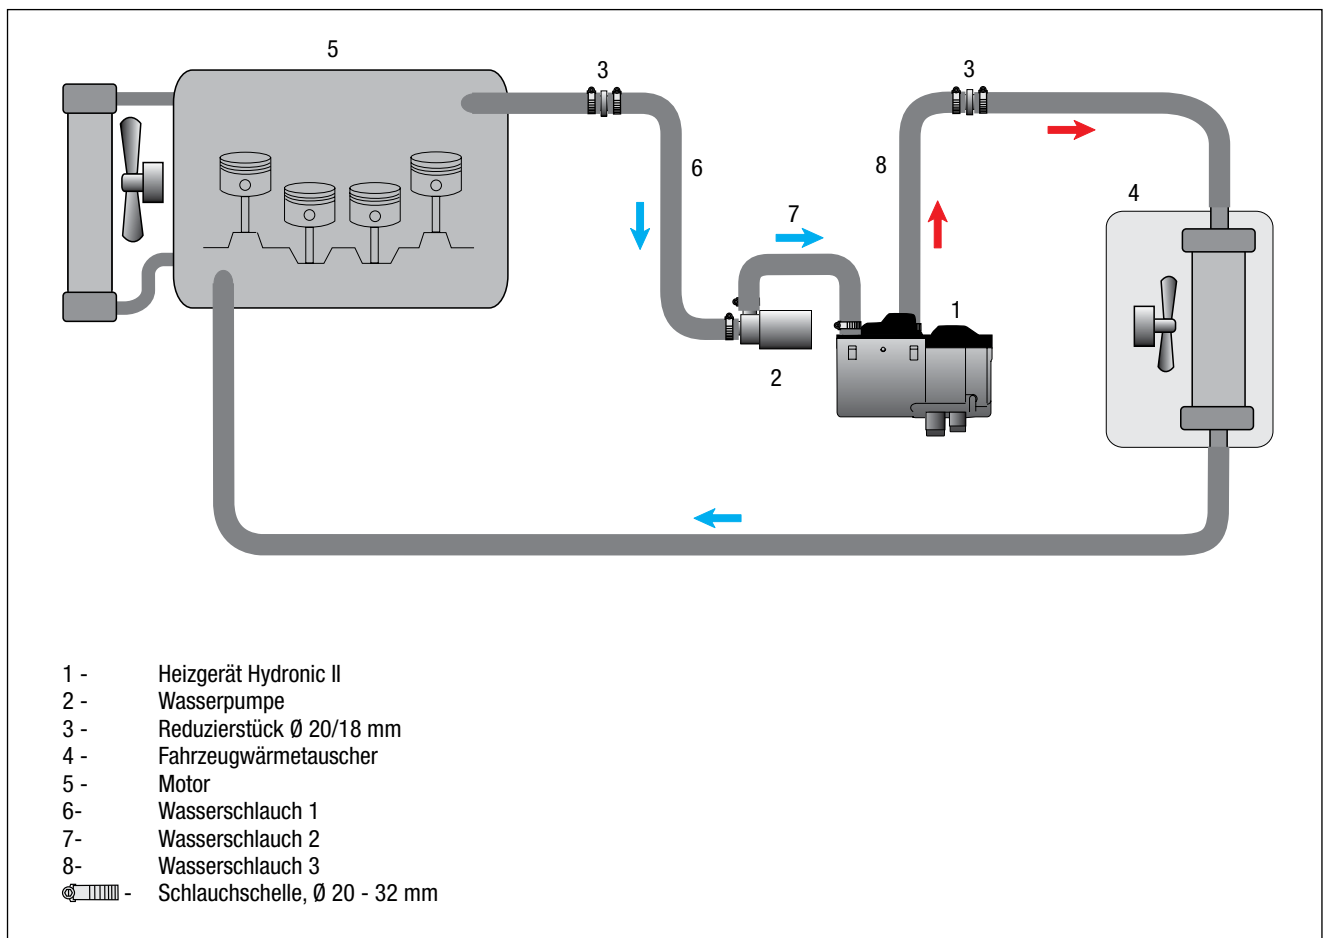 5
3
3
6
8
7
4
1
2
1 - Heizgerät Hydronic II
2 - Wasserpumpe
3 - Reduzierstück Ø 20/18 mm
4 - Fahrzeugwärmetauscher
5 - Motor
6- Wasserschlauch 1
7- Wasserschlauch 2
8- Wasserschlauch 3
- Schlauchschelle, Ø 20 - 32 mm